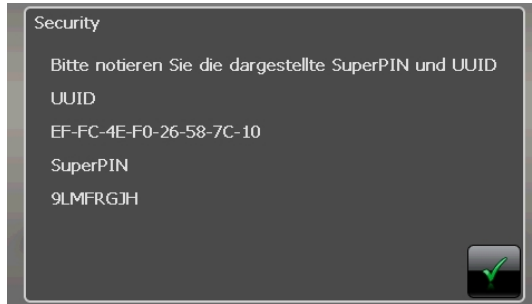 Security
Bitte notieren Sie die dargestellte SuperPIN und UUID
UUID
EF-FC-4E-F0-26-58-7C-10
SuperPIN
9LMFRGJH